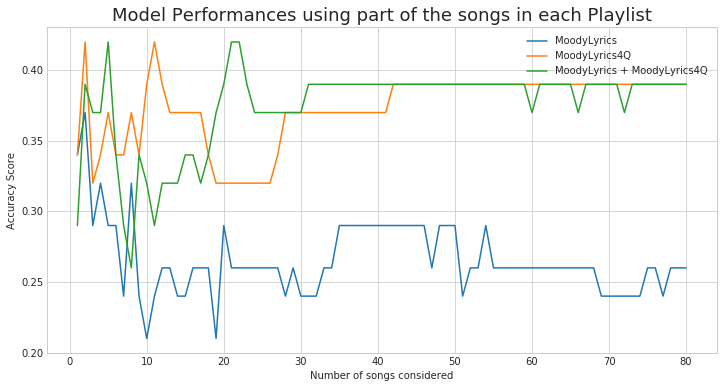 Model Performances using part of the songs in each Playlist
MoodyLyrics
MoodyLyrics4Q
MoodyLyrics + MoodyLyrics4Q
Accuracy Score
0.40
0.35
0.30
0.25
0.20
0 10 20 30 40 50 60 70 80
Number of songs considered